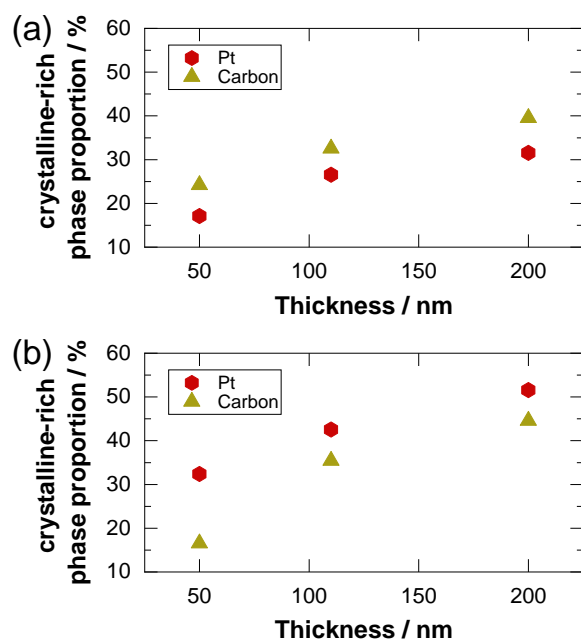 (a)
60
50
40
30
20
10
crystalline-rich
phase proportion / %
Pt
Carbon
50
100
150
200
Thickness / nm
(b)
60
50
40
30
20
10
crystalline-rich
phase proportion / %
Pt
Carbon
50
100
150
200
Thickness / nm